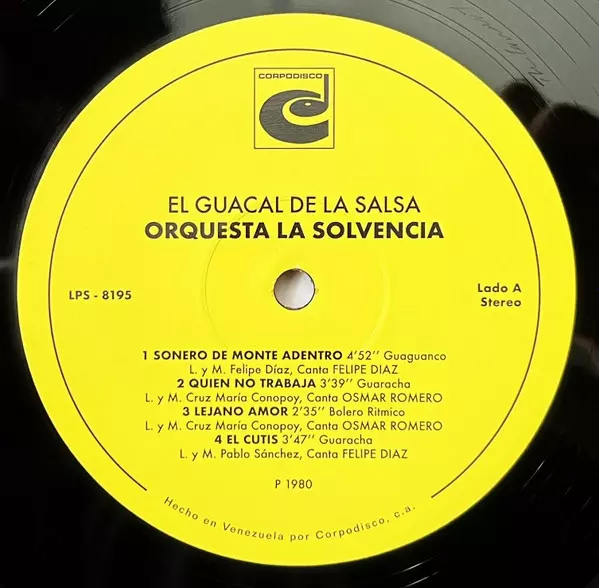 CORPODISCO
EL GUACAL DE LA SALSA
ORQUESTA LA SOLVENCIA
LPS - 8195
Lado A
Stereo
1 SONERO DE MONTE ADENTRO 4'52'' Guaguanco
L. y M. Felipe Díaz, Canta FELIPE DIAZ
2 QUIEN NO TRABAJA 3'39'' Guaracha
L. y M. Cruz María Conopoy, Canta OSMAR ROMERO
3 LEJANO AMOR 2'35'' Bolero Ritmico
L. y M. Cruz María Conopoy, Canta OSMAR ROMERO
4 EL CUTIS 3'47'' Guaracha
L. y M. Pablo Sánchez, Canta FELIPE DIAZ
P 1980
Hecho en Venezuela por Corpodisco, c.a.